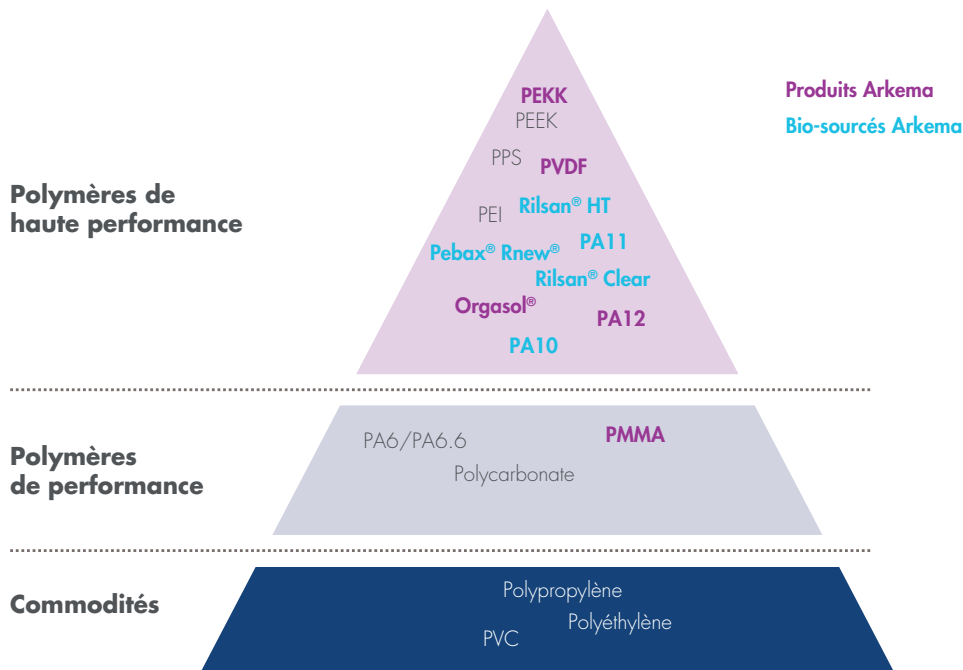 PEKK
PEEK
PPS
PVDF
Rilsan® HT
PEI
PA11
Pebax® Rnew®
Rilsan® Clear
Orgasol®
PA12
PA10
Produits Arkema
Bio-sourcés Arkema
Polymères de
haute performance
PA6/PA6.6
PMMA
Polycarbonate
Polymères
de performance
Polypropylène
Polyéthylène
PVC
Commodités